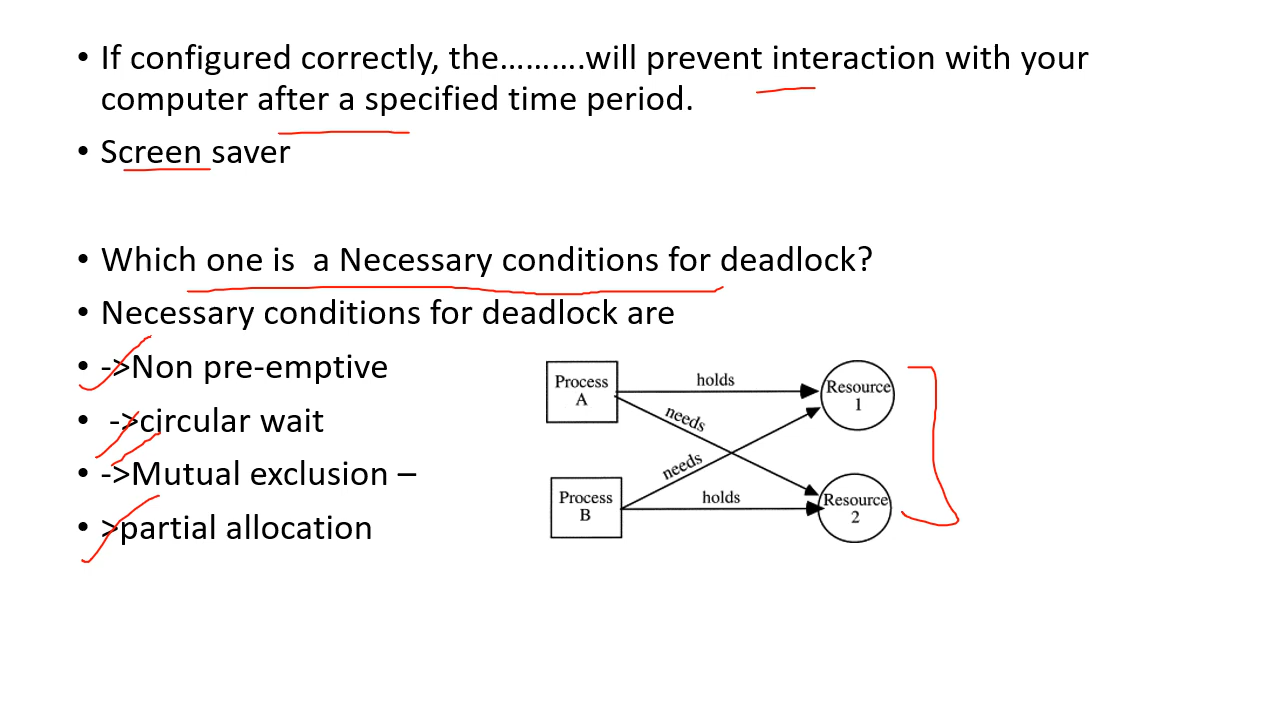 • If configured correctly, the……….will prevent interaction with your
computer after a specified time period.
• Screen saver
• Which one is  a Necessary conditions for deadlock?
• Necessary conditions for deadlock are
• ->Non pre-emptive
•  ->circular wait
• ->Mutual exclusion –
• >partial allocation
Process
A
holds
Resource
1
needs
needs
Process
B
holds
Resource
2